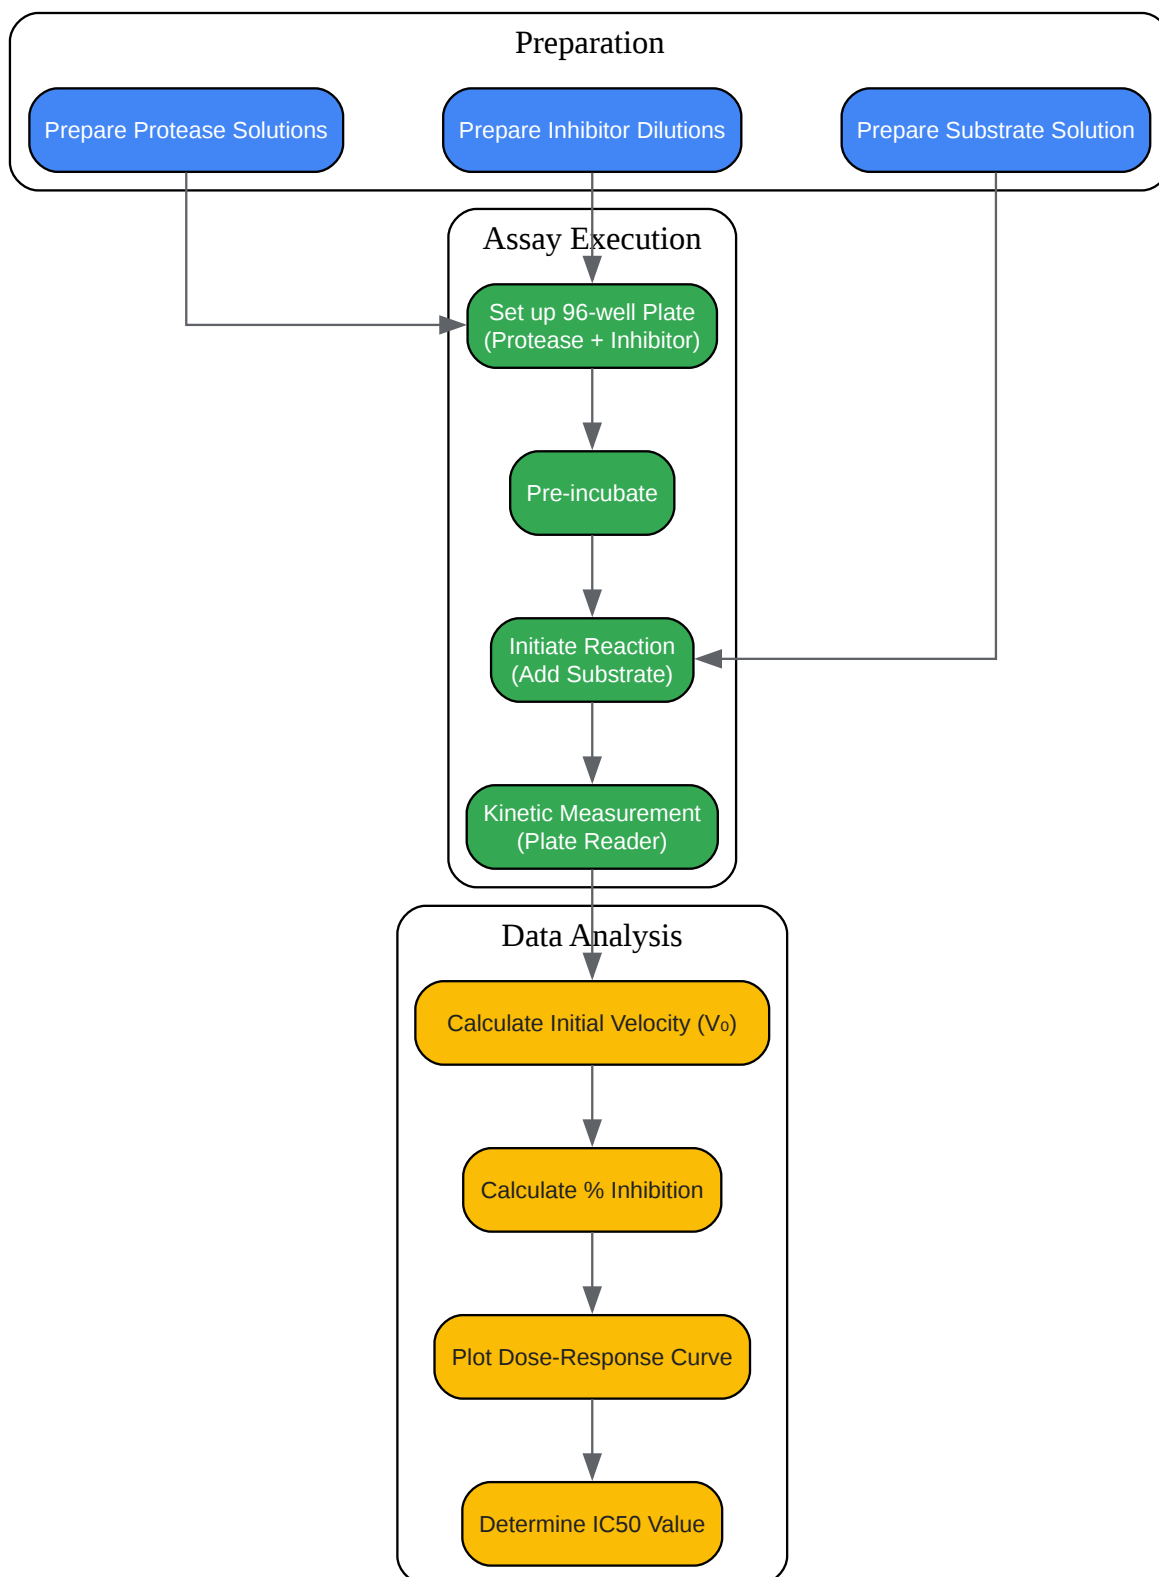 Preparation
Prepare Protease Solutions
Prepare Inhibitor Dilutions
Prepare Substrate Solution
Assay Execution
Set up 96-well Plate
(Protease + Inhibitor)
Pre-incubate
Initiate Reaction
(Add Substrate)
Kinetic Measurement
(Plate Reader)
Data Analysis
Calculate Initial Velocity (V₀)
Calculate % Inhibition
Plot Dose-Response Curve
Determine IC50 Value